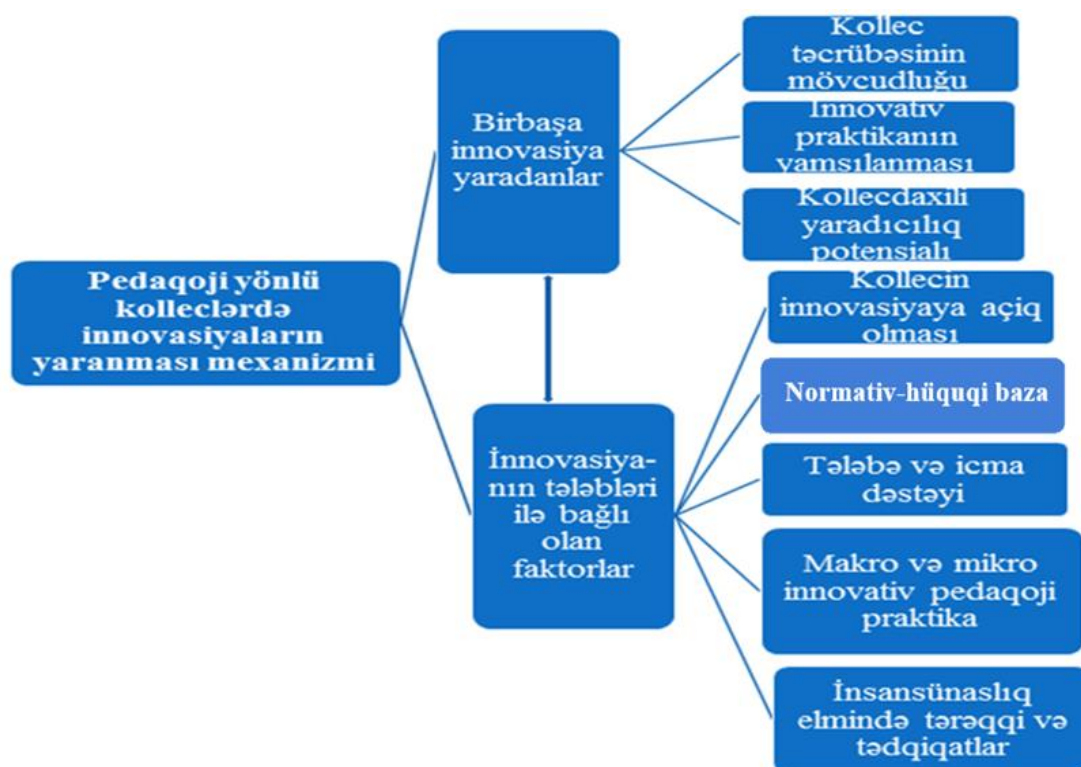 Pedaqoji yönlü
kolleclərdə
innovasiyaların
yaranması mexanizmi
Birbaşa
innovasiya
yaradanlar
Kollec
təcrübəsinin
mövcudluğu
İnnovativ
praktikanın
yamsılanması
Kollecdaxili
yaradıcılıq
potensialı
İnnovasiya-
nın tələbləri
ilə bağlı
olan
faktorlar
Kollecin
innovasiyaya açiq
olması
Normativ-hüquqi baza
Tələbə və icma
dəstəyi
Makro və mikro
innovativ pedaqoji
praktika
İnsansünaslıq
elmində tərəqqi və
tədqiqatlar